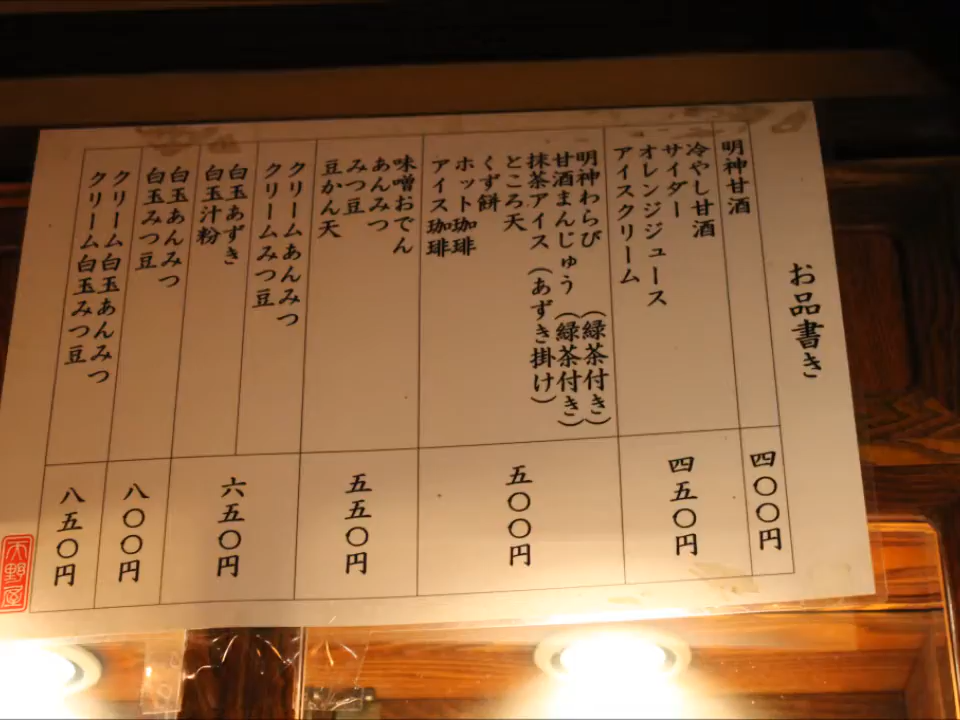 お品書き
明神甘酒
四〇〇円
冷やし甘酒
サイダー
オレンジジュース
アイスクリーム
四五〇円
明神わらび (緑茶付き)
甘酒まんじゅう (緑茶付き)
抹茶アイス (あずき掛け)
ところ天
くず餅
ホット珈琲
アイス珈琲
五〇〇円
味噌おでん
あんみつ
みつ豆
豆かん天
五五〇円
クリームあんみつ
クリームみつ豆
白玉あずき
白玉汁粉
六五〇円
白玉あんみつ
白玉みつ豆
八〇〇円
クリーム白玉あんみつ
クリーム白玉みつ豆
八五〇円
天野屋